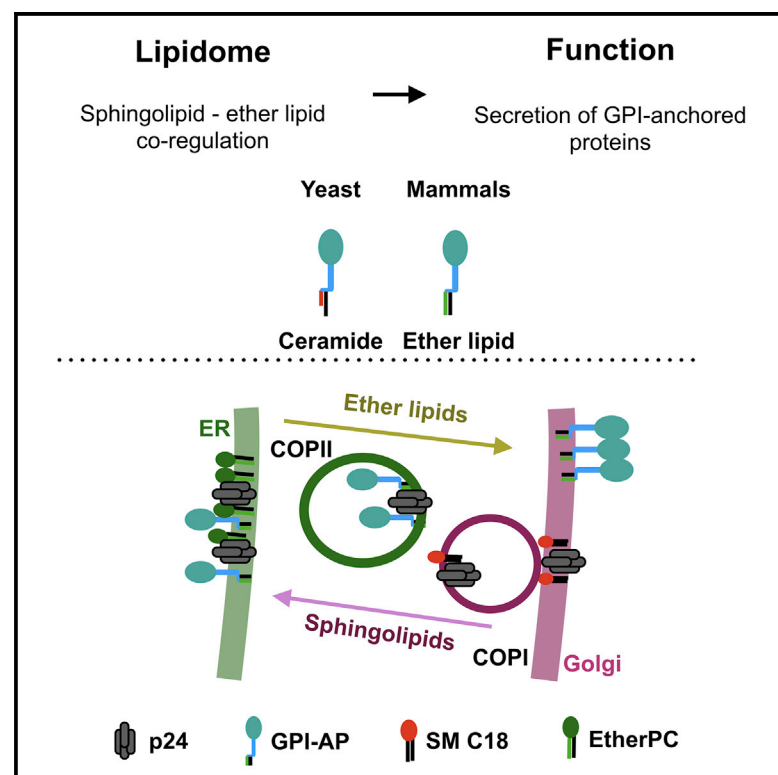 Lipidome
Function
Sphingolipid - ether lipid
co-regulation
Secretion of GPI-anchored
proteins
Yeast
Mammals
Ceramide
Ether lipid
ER
Ether lipids
COPII
Sphingolipids
COPI
Golgi
p24
GPI-AP
SM C18
EtherPC